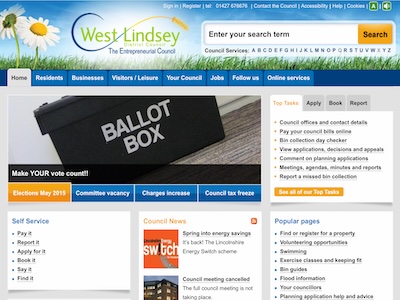 Sign in | Register | tel: 01427 676676 | Contact the Council | Accessibility | Help | Cookies | A
West Lindsey
District Council
The Entrepreneurial Council
Enter your search term
Search
Council Services: A B C D E F G H I J K L M N O P Q R S T U V W X Y Z
Home
Residents
Businesses
Visitors / Leisure
Your Council
Jobs
Follow us
Online services
BALLOT
BOX
Make YOUR vote count!!
Elections May 2015
Committee vacancy
Charges increase
Council tax freeze
Top Tasks
Apply
Book
Report
Council offices and contact details
Pay your council bills online
Bin collection day checker
View applications, decisions and appeals
Comment on planning applications
Meetings, agendas, minutes and reports
Report a missed bin collection
See all of our Top Tasks
Self Service
Pay it
Report it
Apply for it
Book it
Say it
Find it
Council News
switch
Spring into energy savings
It's back! The Lincolnshire
Energy Switch scheme
Council meeting cancelled
The full council meeting is
not taking place.
Popular pages
Find or register for a property
Volunteering opportunities
Swimming
Exercise classes and keeping fit
Bin guides
Food information
Your councillors
Planning application help and
advice